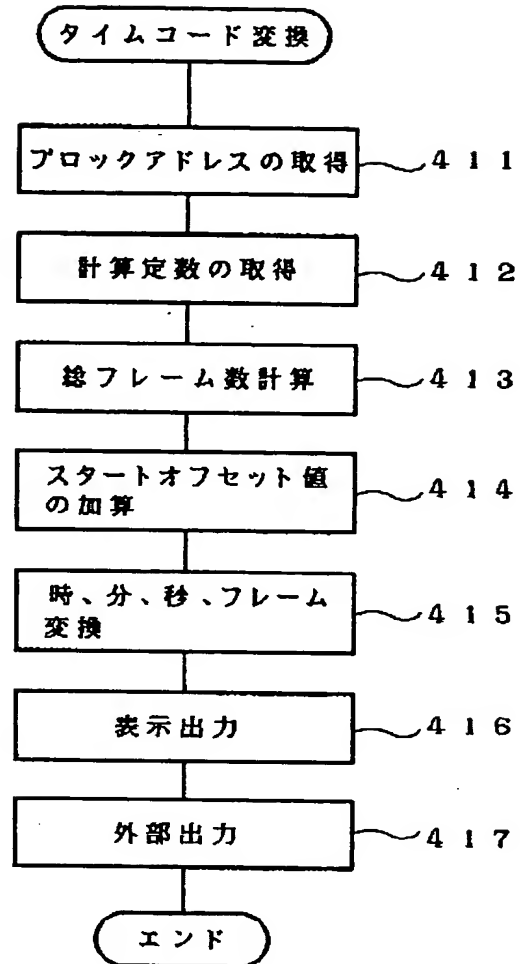 タイムコード変換
ブロックアドレスの取得 411
計算定数の取得 412
総フレーム数計算 413
スタートオフセット値
の加算 414
時、分、秒、フレーム
変換 415
表示出力 416
外部出力 417
エンド